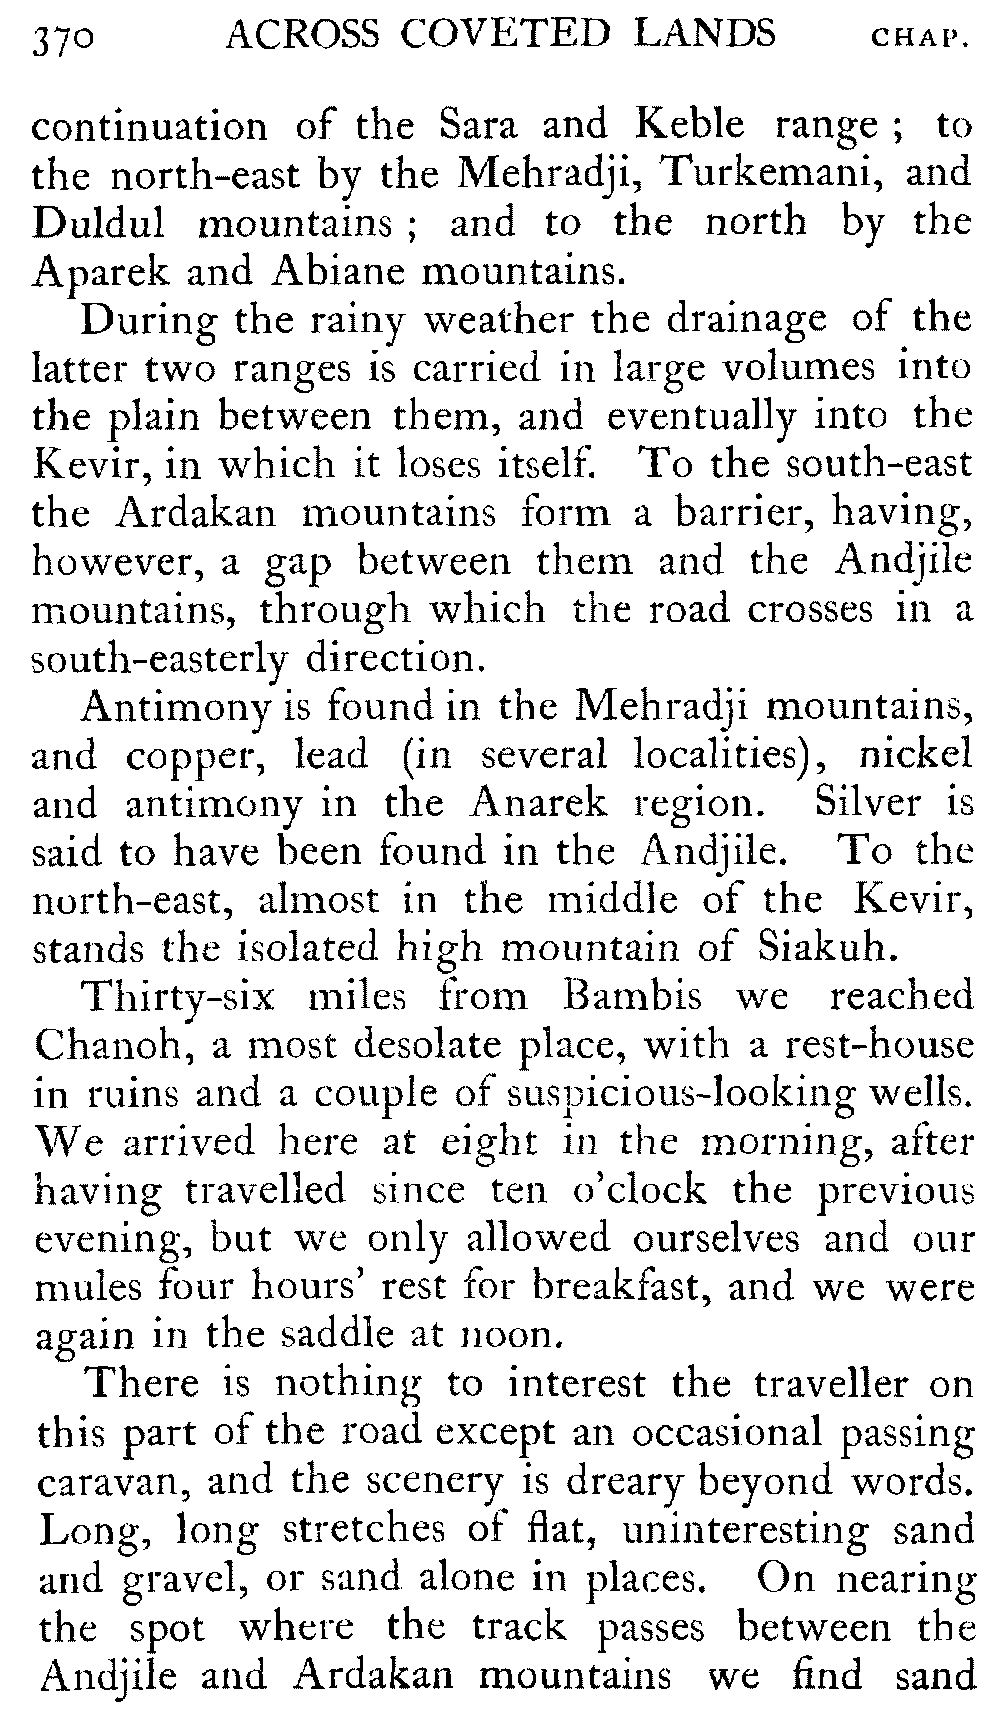 370 ACROSS COVETED LANDS CHAP.
continuation of the Sara and Keble range ; to
the north-east by the Mehradji, Turkemani, and
Duldul mountains ; and to the north by the
Aparek and Abiane mountains.
During the rainy weather the drainage of the
latter two ranges is carried in large volumes into
the plain between them, and eventually into the
Kevir, in which it loses itself. To the south-east
the Ardakan mountains form a barrier, having,
however, a gap between them and the Andjile
mountains, through which the road crosses in a
south-easterly direction.
Antimony is found in the Mehradji mountains,
and copper, lead (in several localities), nickel
and antimony in the Anarek region. Silver is
said to have been found in the Andjile. To the
north-east, almost in the middle of the Kevir,
stands the isolated high mountain of Siakuh.
Thirty-six miles from Bambis we reached
Chanoh, a most desolate place, with a rest-house
in ruins and a couple of suspicious-looking wells.
We arrived here at eight in the morning, after
having travelled since ten o'clock the previous
evening, but we only allowed ourselves and our
mules four hours' rest for breakfast, and we were
again in the saddle at noon.
There is nothing to interest the traveller on
this part of the road except an occasional passing
caravan, and the scenery is dreary beyond words.
Long, long stretches of flat, uninteresting sand
and gravel, or sand alone in places. On nearing
the spot where the track passes between the
Andjile and Ardakan mountains we find sand